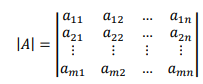 |A| = | a₁₁ a₁₂ … a₁ₙ |
| a₂₁ a₂₂ … a₂ₙ |
| ⋮ ⋮ ⋮ ⋮ |
| aₘ₁ aₘ₂ … aₘₙ |